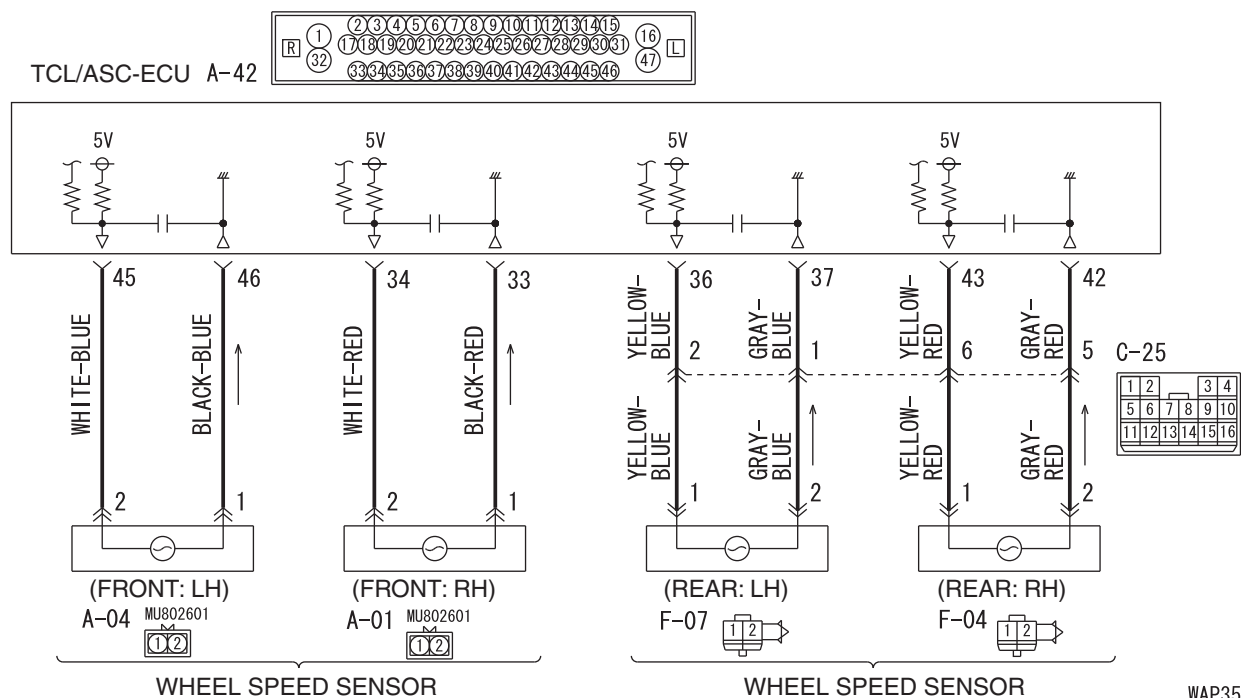 2 3 4 5 6 7 8 9 10 11 12 13 14 15
R 1 17 18 19 20 21 22 23 24 25 26 27 28 29 30 31 16 L
32 33 34 35 36 37 38 39 40 41 42 43 44 45 46 47
TCL/ASC-ECU A-42
5V 5V 5V 5V
45 46 34 33 36 37 43 42
WHITE-BLUE
BLACK-BLUE
WHITE-RED
BLACK-RED
YELLOW-
BLUE
GRAY-
BLUE
YELLOW-
RED
GRAY-
RED
2 1 6 5
C-25
1 2 3 4
5 6 7 8 9 10
11 12 13 14 15 16
YELLOW-
BLUE
GRAY-
BLUE
YELLOW-
RED
GRAY-
RED
2 1 2 1 1 2 1 2
(FRONT: LH) (FRONT: RH) (REAR: LH) (REAR: RH)
A-04 MU802601
1 2
A-01 MU802601
1 2
F-07
1 2
F-04
1 2
WHEEL SPEED SENSOR WHEEL SPEED SENSOR
WAP35